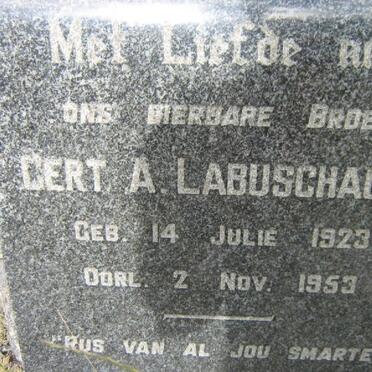 Met Liefde
ONS DIERBARE BROE
GERT A. LABUSCHA
GEB. 14 JULIE 1923
OORL. 2 NOV. 1953
"RUS VAN AL JOU SMARTE